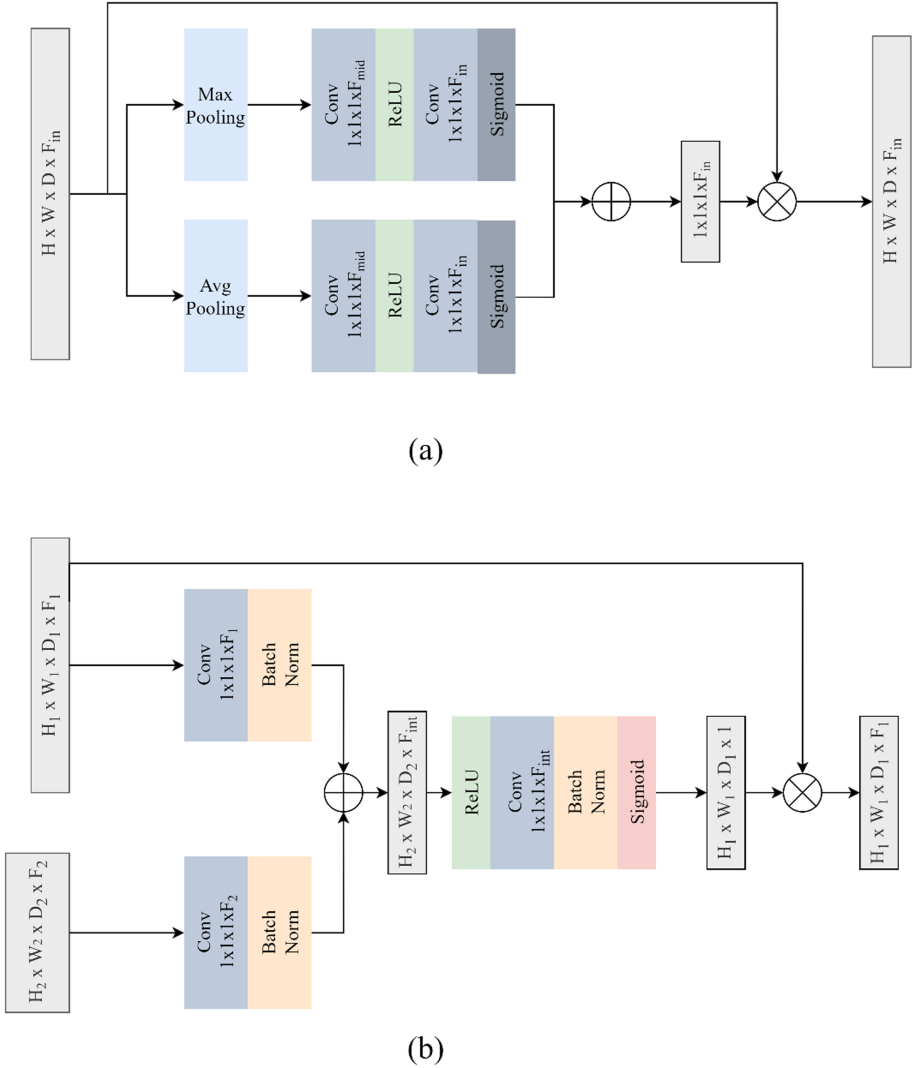 H x W x D x F_in
Max
Pooling
Conv
1x1x1xF_mid
ReLU
Conv
1x1x1xF_in
Sigmoid
Avg
Pooling
Conv
1x1x1xF_mid
ReLU
Conv
1x1x1xF_in
Sigmoid
1x1x1xF_in
H x W x D x F_in
(a)
H_1 x W_1 x D_1 x F_1
Conv
1x1x1xF_1
Batch
Norm
H_2 x W_2 x D_2 x F_2
Conv
1x1x1xF_2
Batch
Norm
H_2 x W_2 x D_2 x F_int
ReLU
Conv
1x1x1xF_int
Batch
Norm
Sigmoid
H_1 x W_1 x D_1 x 1
H_1 x W_1 x D_1 x F_1
(b)